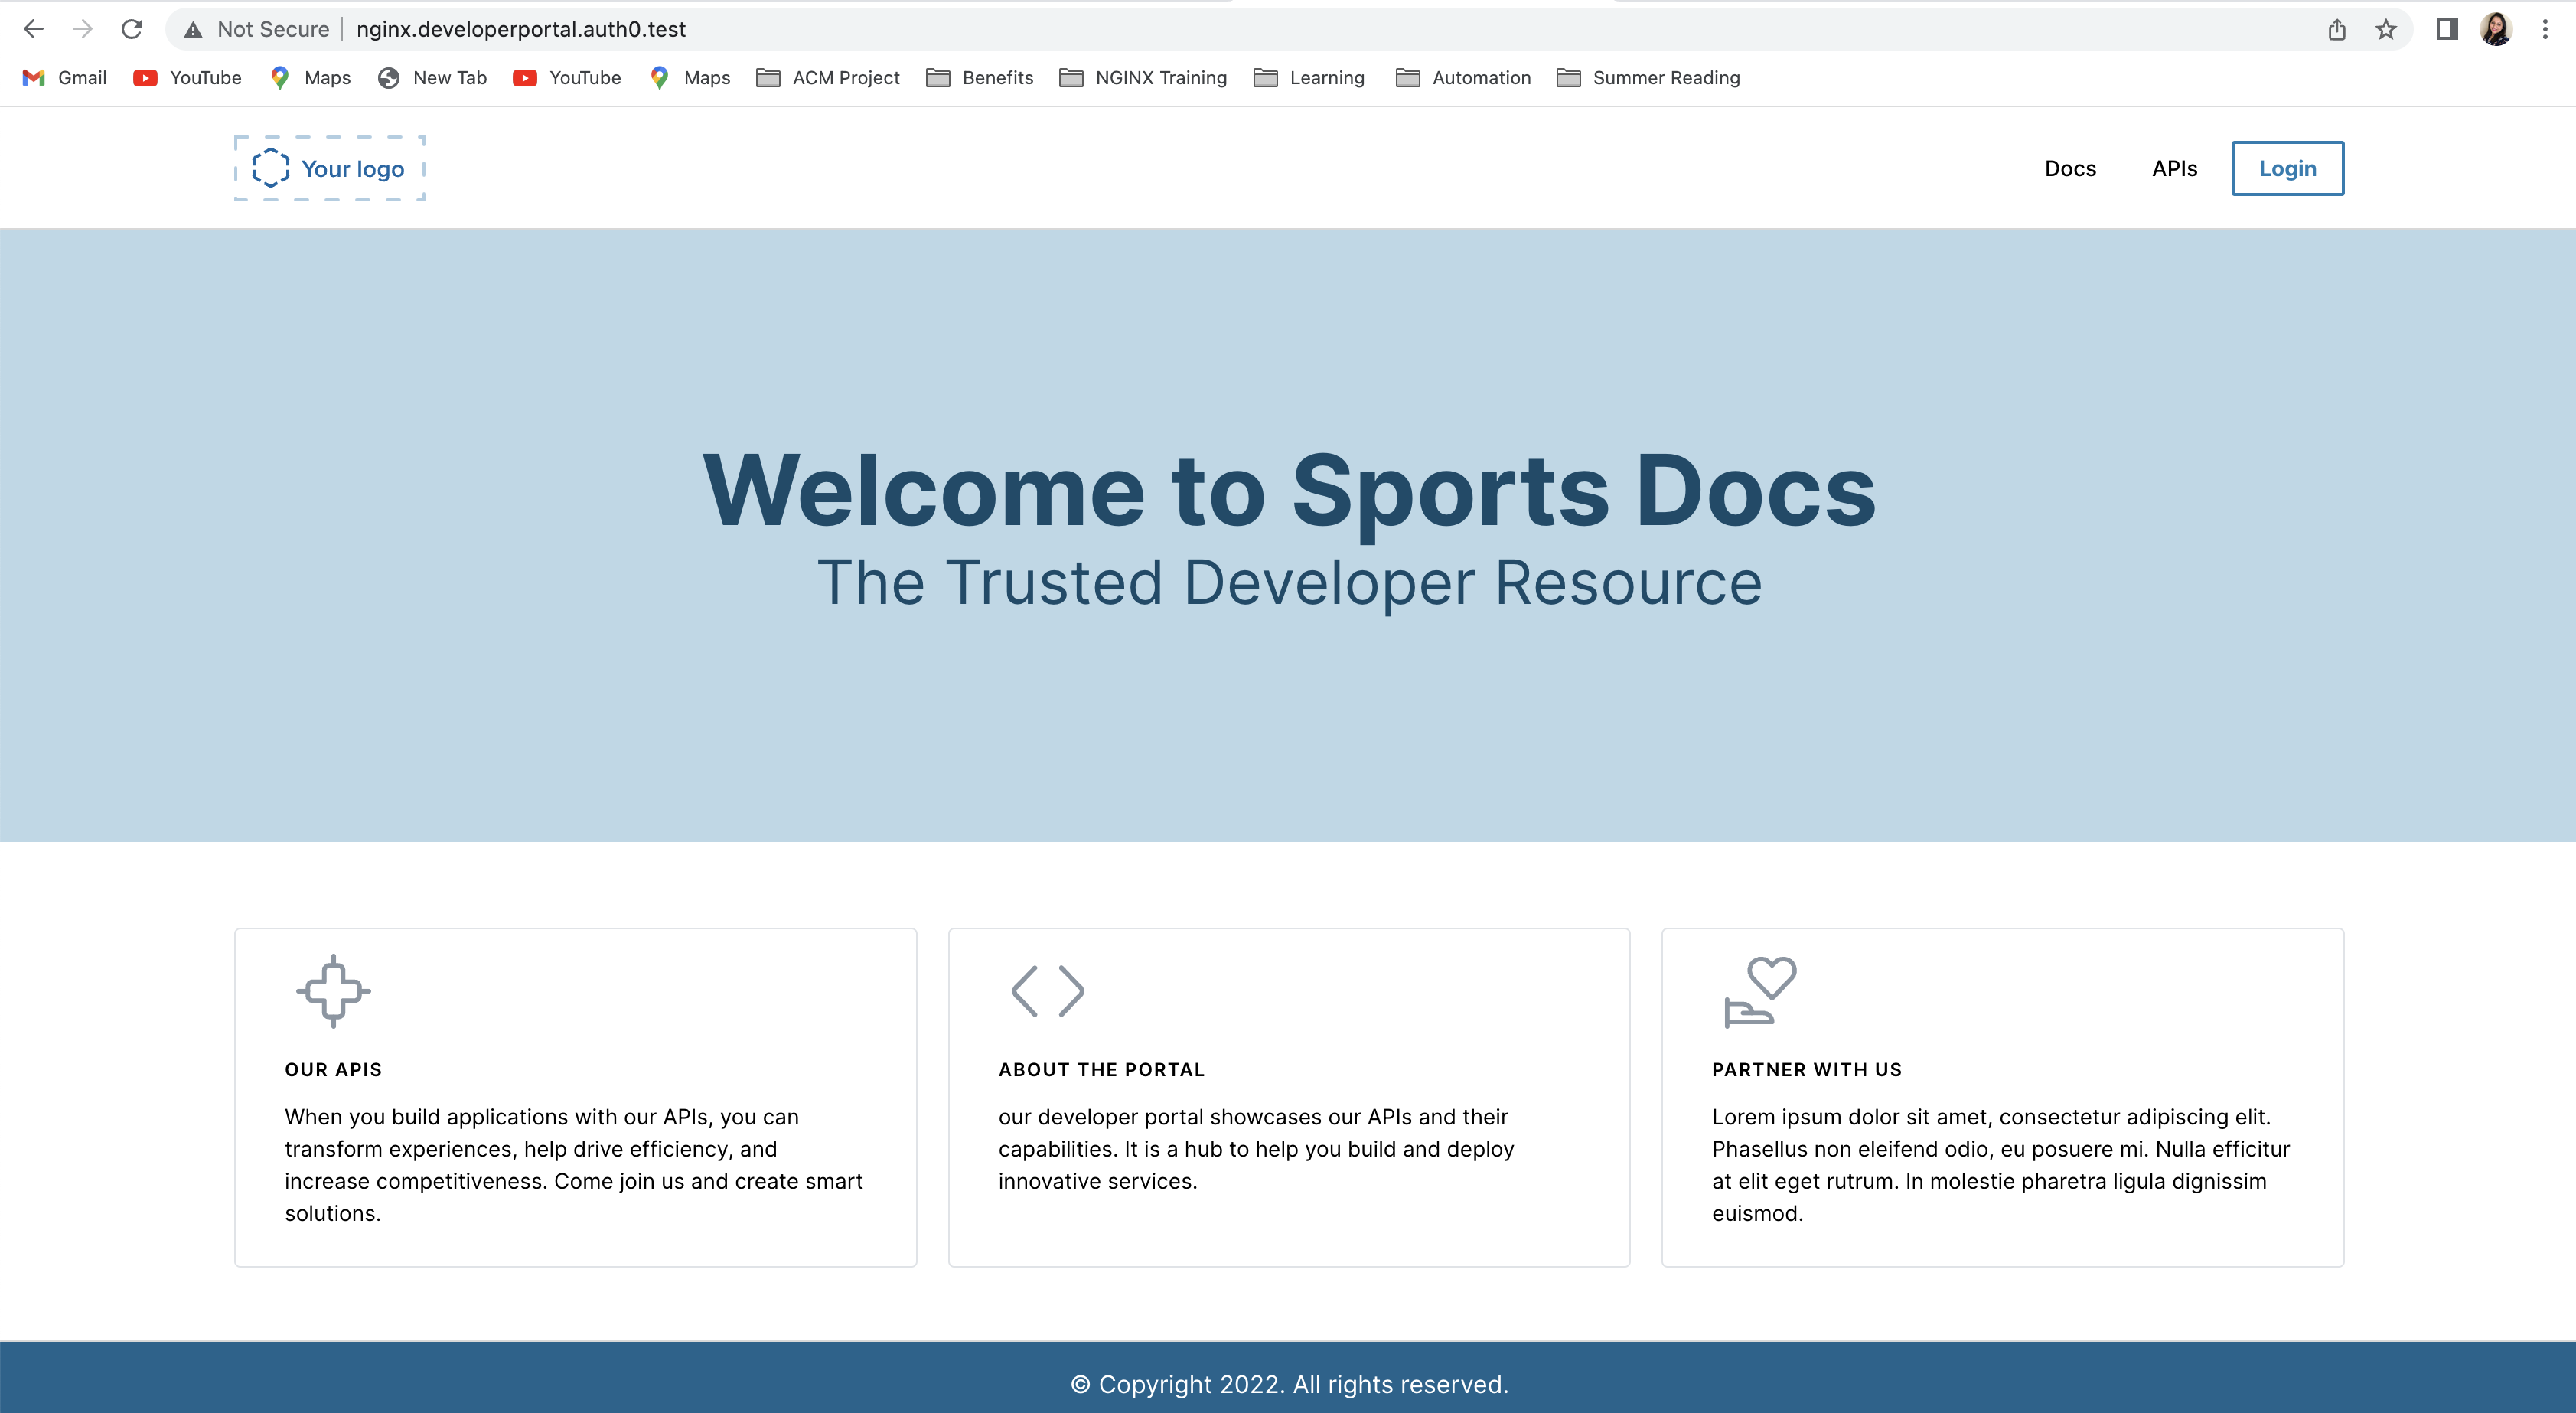 Not Secure nginx.developerportal.auth0.test
Gmail YouTube Maps New Tab YouTube Maps ACM Project Benefits NGINX Training Learning Automation Summer Reading
Your logo Docs APIs Login
Welcome to Sports Docs
The Trusted Developer Resource
OUR APIS
When you build applications with our APIs, you can
transform experiences, help drive efficiency, and
increase competitiveness. Come join us and create smart
solutions.
ABOUT THE PORTAL
our developer portal showcases our APIs and their
capabilities. It is a hub to help you build and deploy
innovative services.
PARTNER WITH US
Lorem ipsum dolor sit amet, consectetur adipiscing elit.
Phasellus non eleifend odio, eu posuere mi. Nulla efficitur
at elit eget rutrum. In molestie pharetra ligula dignissim
euismod.
© Copyright 2022. All rights reserved.